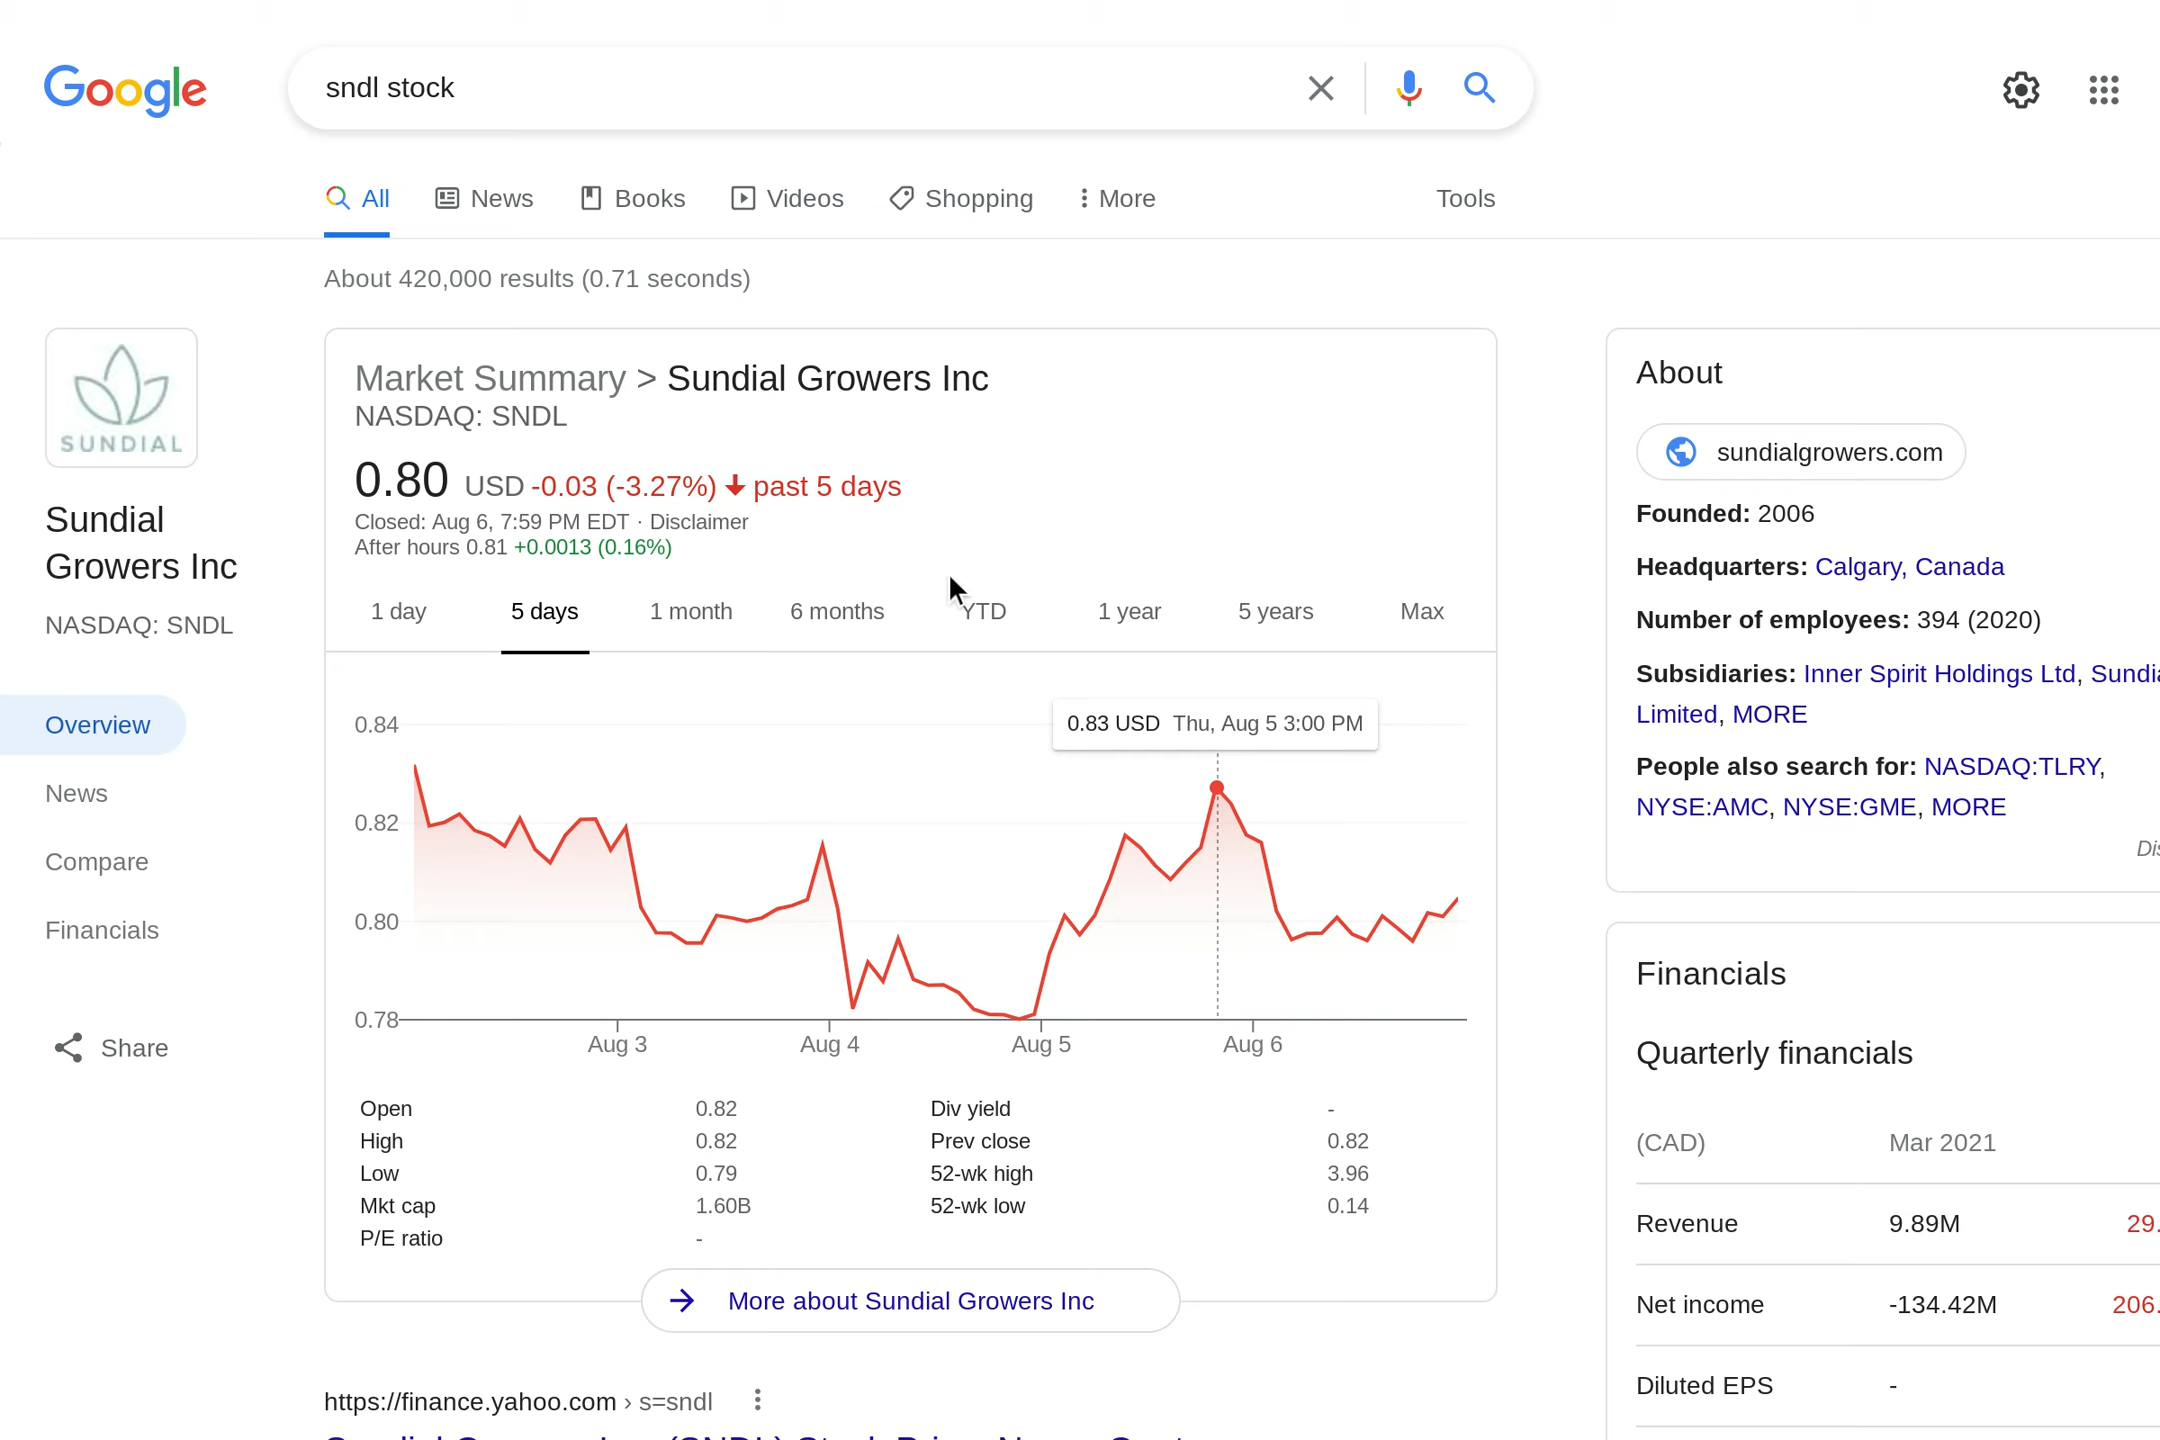 Google
sndl stock
All News Books Videos Shopping More Tools
About 420,000 results (0.71 seconds)
SUNDIAL
Sundial
Growers Inc
NASDAQ: SNDL
Overview
News
Compare
Financials
Share
Market Summary > Sundial Growers Inc
NASDAQ: SNDL
0.80 USD -0.03 (-3.27%) past 5 days
Closed: Aug 6, 7:59 PM EDT · Disclaimer
After hours 0.81 +0.0013 (0.16%)
1 day 5 days 1 month 6 months YTD 1 year 5 years Max
0.83 USD Thu, Aug 5 3:00 PM
0.84
0.82
0.80
0.78
Aug 3 Aug 4 Aug 5 Aug 6
Open 0.82 Div yield -
High 0.82 Prev close 0.82
Low 0.79 52-wk high 3.96
Mkt cap 1.60B 52-wk low 0.14
P/E ratio -
More about Sundial Growers Inc
https://finance.yahoo.com › s=sndl
About
sundialgrowers.com
Founded: 2006
Headquarters: Calgary, Canada
Number of employees: 394 (2020)
Subsidiaries: Inner Spirit Holdings Ltd,
Limited, MORE
People also search for: NASDAQ:TLRY,
NYSE:AMC, NYSE:GME, MORE
Financials
Quarterly financials
(CAD) Mar 2021
Revenue 9.89M 29.
Net income -134.42M 206.
Diluted EPS -